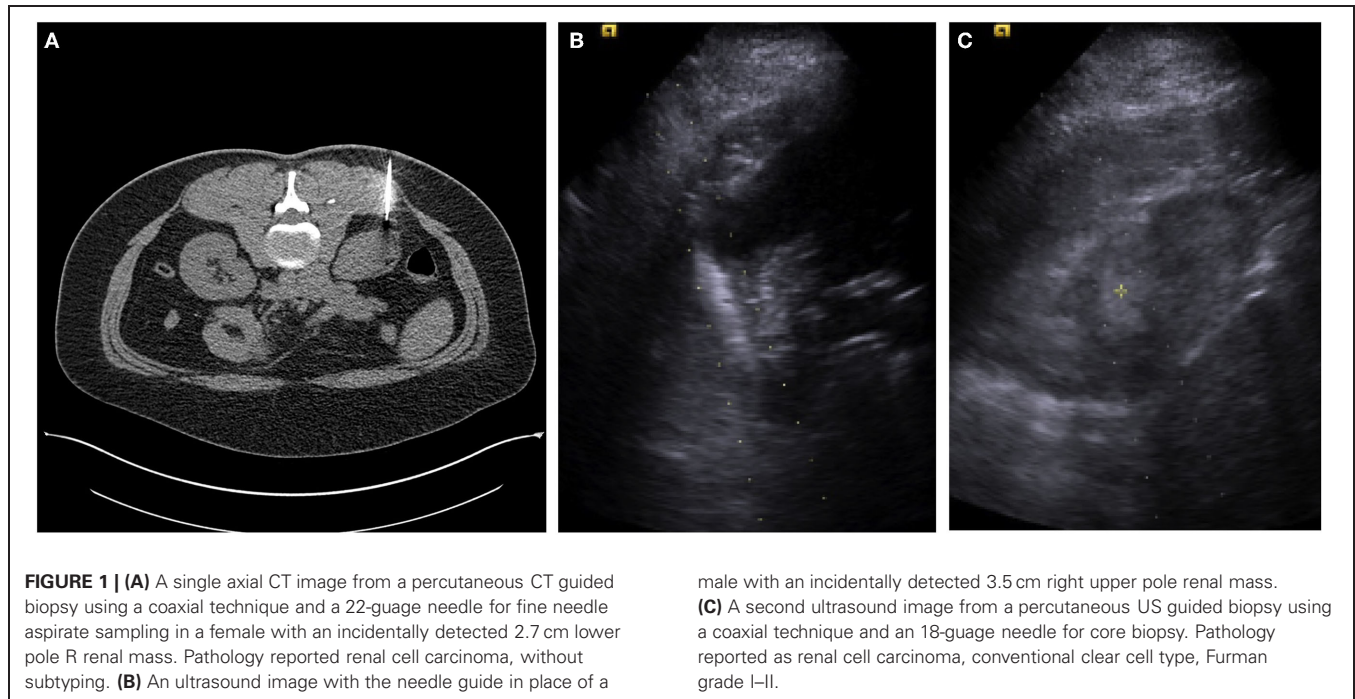 A
B
C
FIGURE 1 | (A) A single axial CT image from a percutaneous CT guided
biopsy using a coaxial technique and a 22-guage needle for fine needle
aspirate sampling in a female with an incidentally detected 2.7 cm lower
pole R renal mass. Pathology reported renal cell carcinoma, without
subtyping. (B) An ultrasound image with the needle guide in place of a
male with an incidentally detected 3.5 cm right upper pole renal mass.
(C) A second ultrasound image from a percutaneous US guided biopsy using
a coaxial technique and an 18-guage needle for core biopsy. Pathology
reported as renal cell carcinoma, conventional clear cell type, Furman
grade I–II.